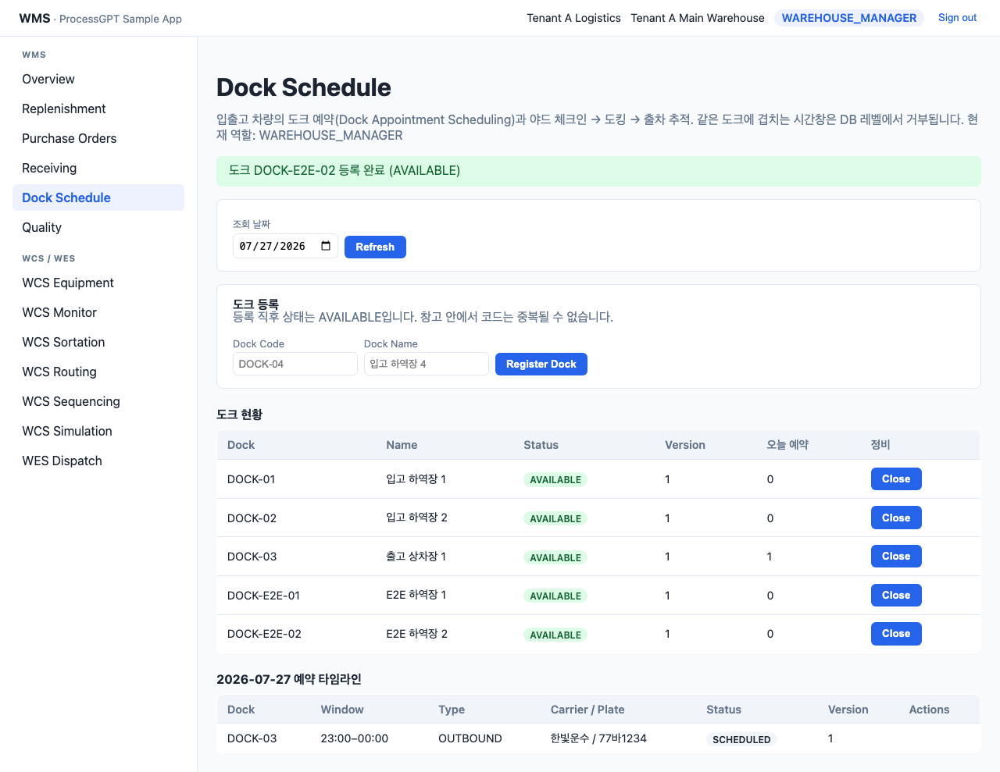 WMS · ProcessGPT Sample App
Tenant A Logistics Tenant A Main Warehouse WAREHOUSE_MANAGER Sign out
WMS
Overview
Replenishment
Purchase Orders
Receiving
Dock Schedule
Quality
WCS / WES
WCS Equipment
WCS Monitor
WCS Sortation
WCS Routing
WCS Sequencing
WCS Simulation
WES Dispatch
Dock Schedule
입출고 차량의 도크 예약(Dock Appointment Scheduling)과 야드 체크인 → 도킹 → 출차 추적. 같은 도크에 겹치는 시간창은 DB 레벨에서 거부됩니다. 현
재 역할: WAREHOUSE_MANAGER
도크 DOCK-E2E-02 등록 완료 (AVAILABLE)
조회 날짜
07/27/2026 Refresh
도크 등록
등록 직후 상태는 AVAILABLE입니다. 창고 안에서 코드는 중복될 수 없습니다.
Dock Code Dock Name
DOCK-04 입고 하역장 4 Register Dock
도크 현황
Dock Name Status Version 오늘 예약 정비
DOCK-01 입고 하역장 1 AVAILABLE 1 0 Close
DOCK-02 입고 하역장 2 AVAILABLE 1 0 Close
DOCK-03 출고 상차장 1 AVAILABLE 1 1 Close
DOCK-E2E-01 E2E 하역장 1 AVAILABLE 1 0 Close
DOCK-E2E-02 E2E 하역장 2 AVAILABLE 1 0 Close
2026-07-27 예약 타임라인
Dock Window Type Carrier / Plate Status Version Actions
DOCK-03 23:00–00:00 OUTBOUND 한빛운수 / 77바1234 SCHEDULED 1